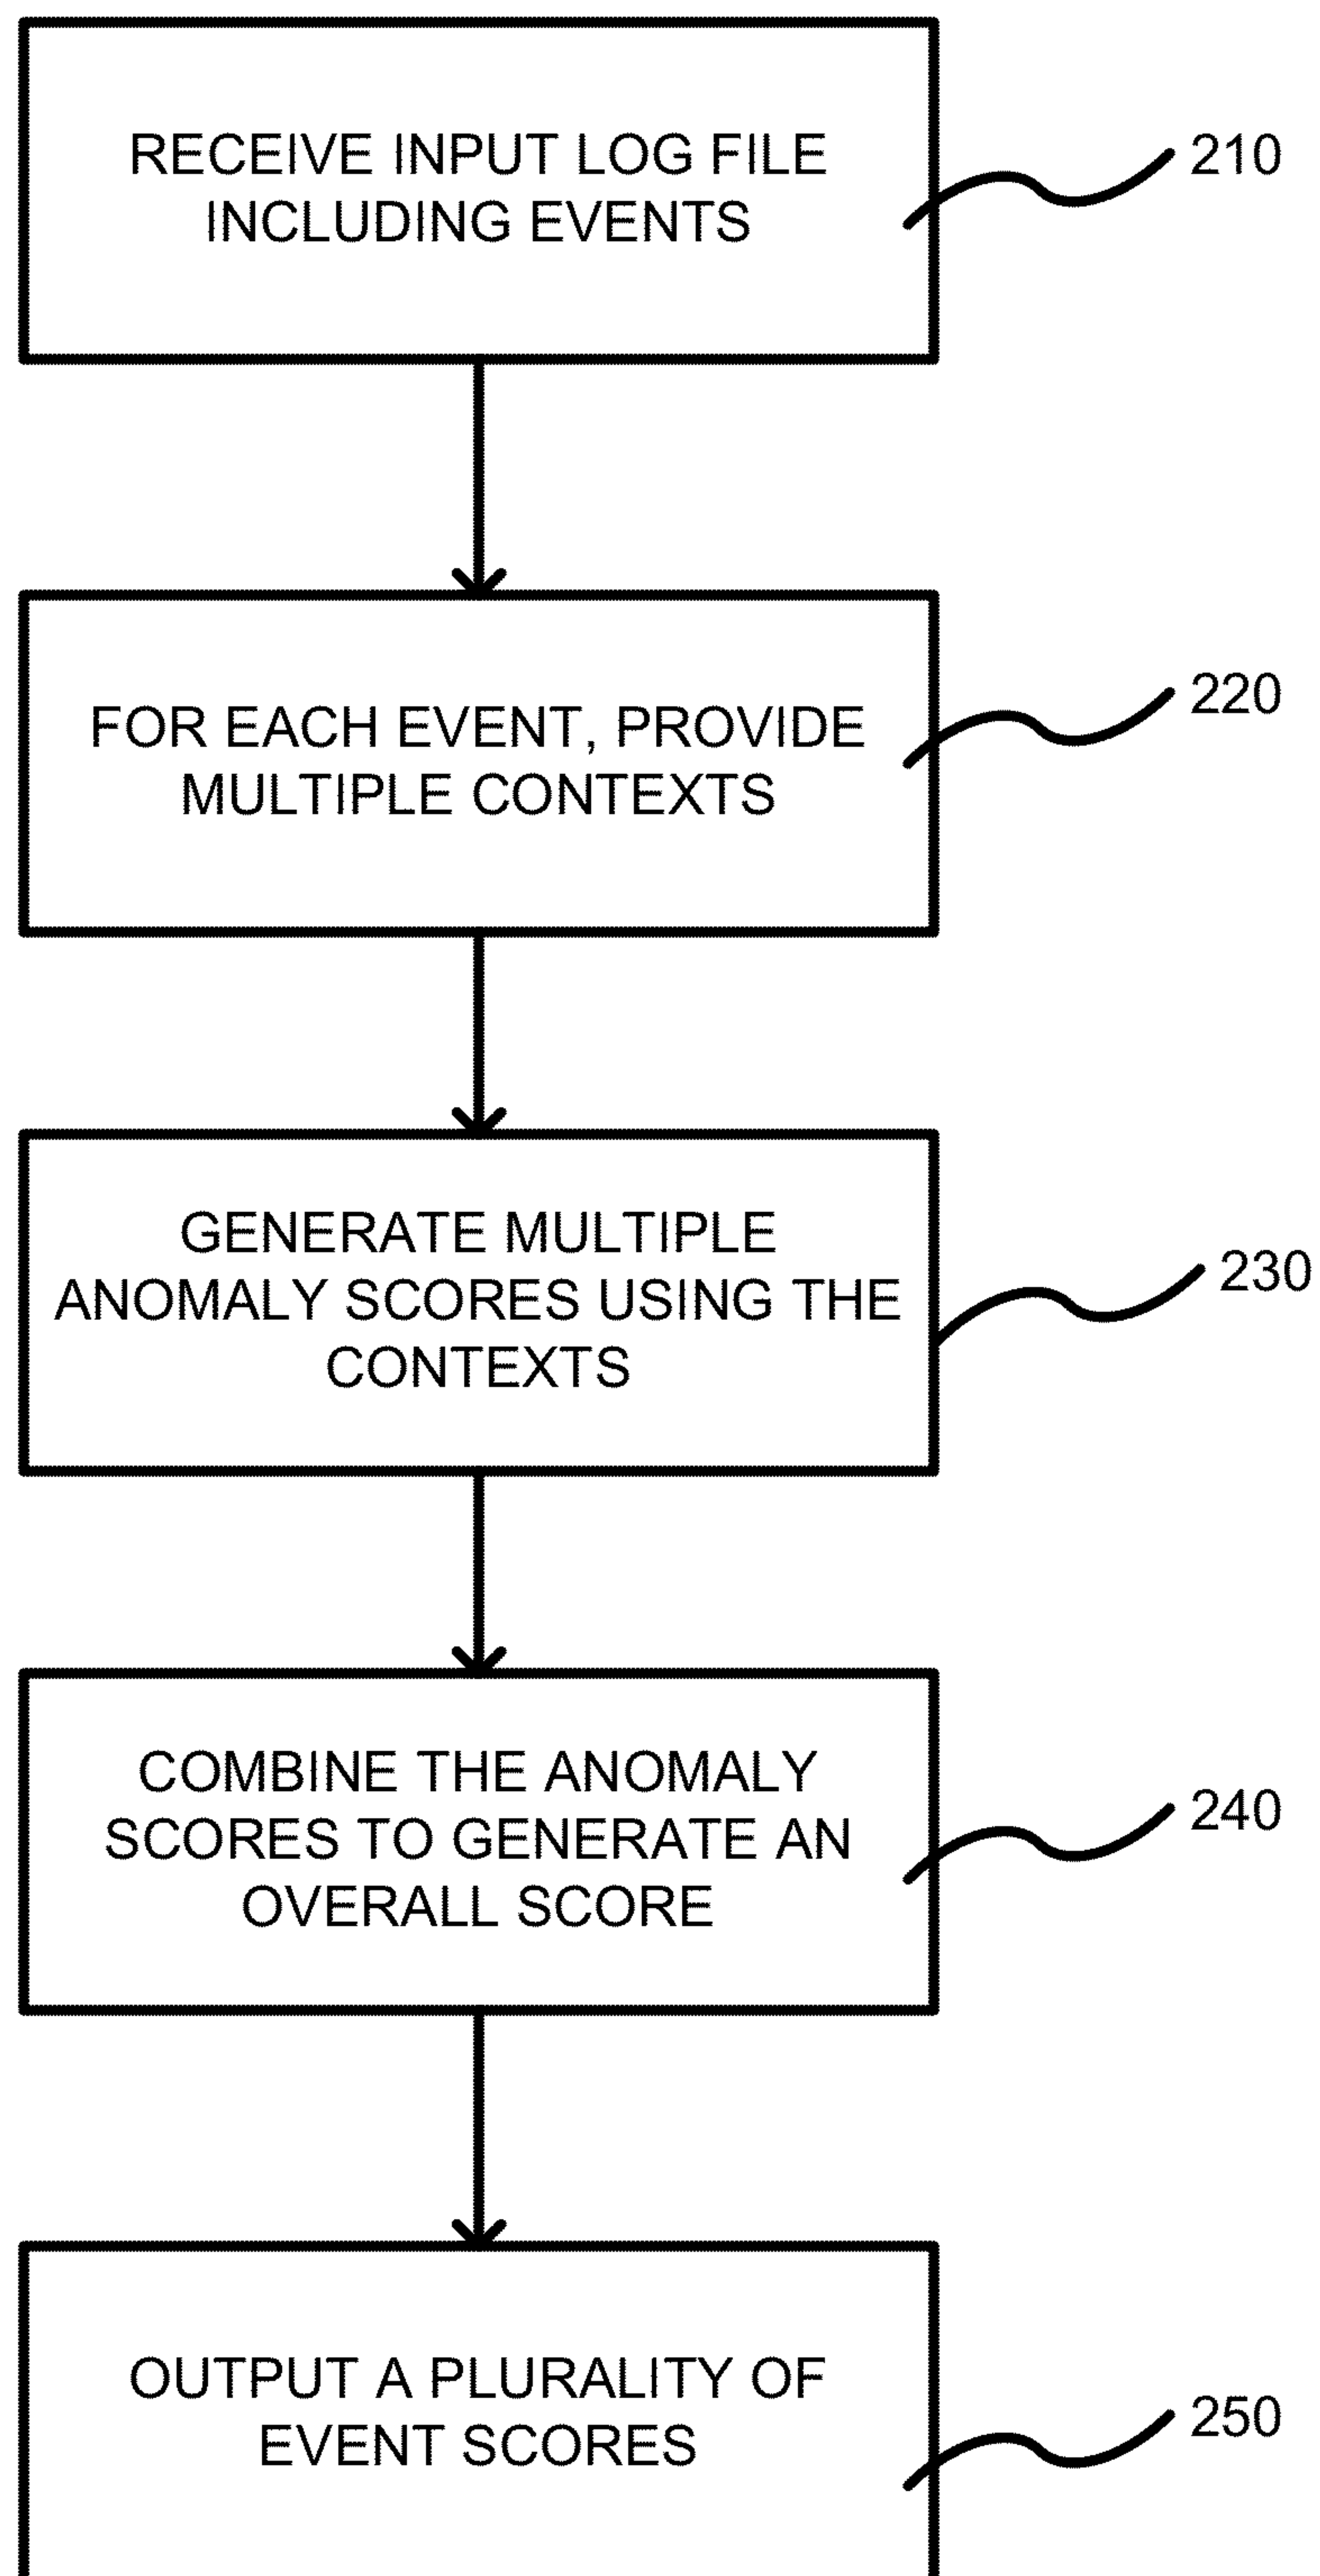 RECEIVE INPUT LOG FILE
INCLUDING EVENTS
210
FOR EACH EVENT, PROVIDE
MULTIPLE CONTEXTS
220
GENERATE MULTIPLE
ANOMALY SCORES USING THE
CONTEXTS
230
COMBINE THE ANOMALY
SCORES TO GENERATE AN
OVERALL SCORE
240
OUTPUT A PLURALITY OF
EVENT SCORES
250